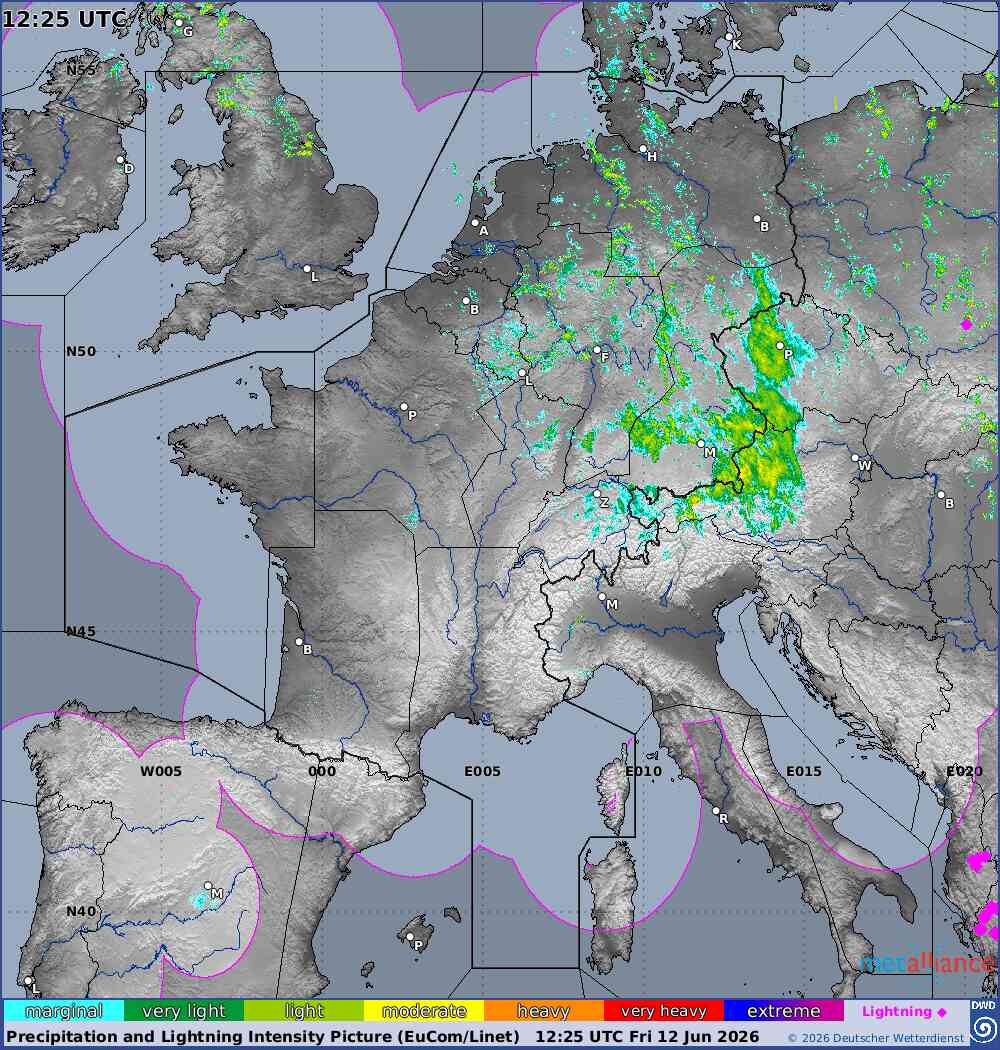 12:25 UTC
G
K
N55
D
H
A
B
L
B
N50
P
F
L
P
M
W
Z
B
M
N45
B
W005 000 E005 E010 E015 E020
R
M
N40
P
L
metalliance
marginal very light light moderate heavy very heavy extreme Lightning
DWD
Precipitation and Lightning Intensity Picture (EuCom/Linet) 12:25 UTC Fri 12 Jun 2026 © 2026 Deutscher Wetterdienst